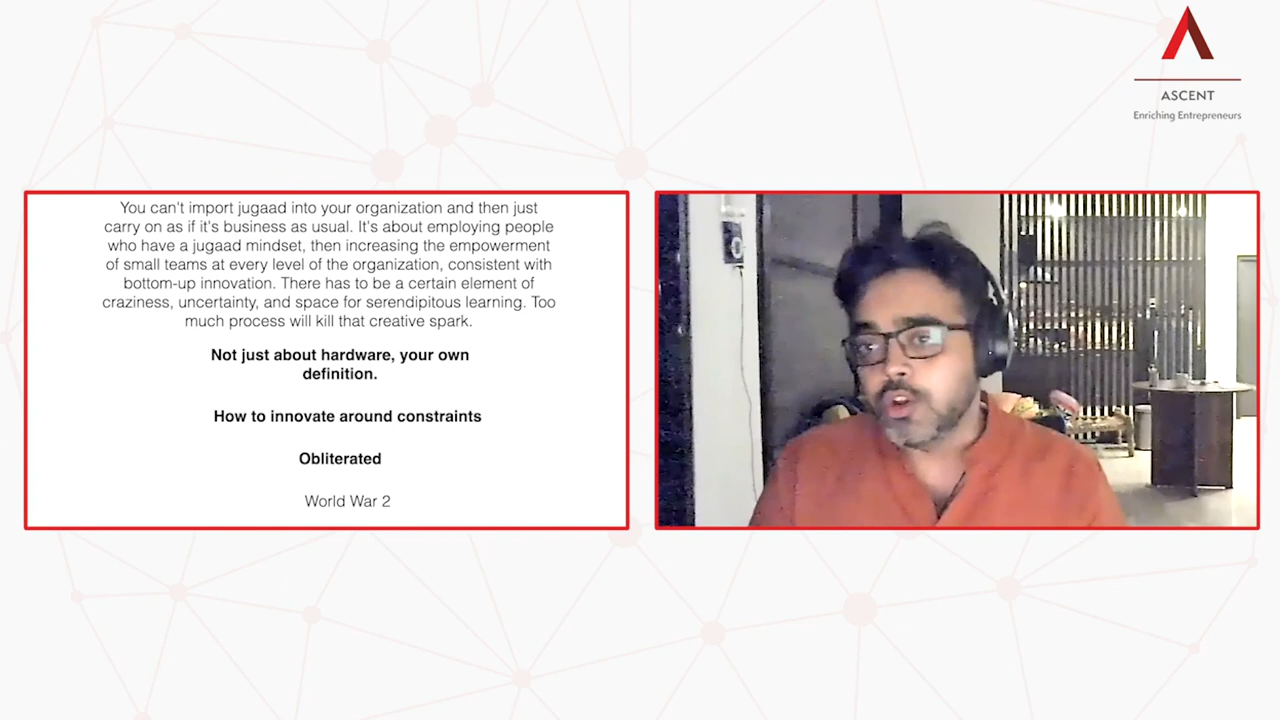 ASCENT
Enriching Entrepreneurs
You can't import jugaad into your organization and then just
carry on as if it's business as usual. It's about employing people
who have a jugaad mindset, then increasing the empowerment
of small teams at every level of the organization, consistent with
bottom-up innovation. There has to be a certain element of
craziness, uncertainty, and space for serendipitous learning. Too
much process will kill that creative spark.
Not just about hardware, your own
definition.
How to innovate around constraints
Obliterated
World War 2